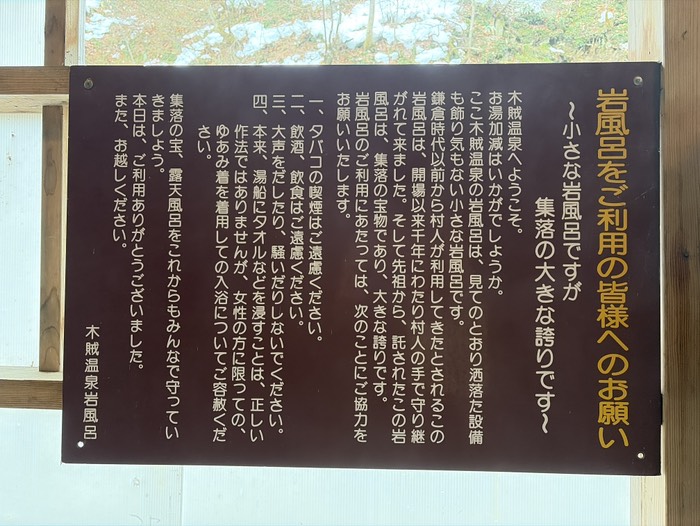 岩風呂をご利用の皆様へのお願い
～小さな岩風呂ですが
集落の大きな誇りです～
木賊温泉へようこそ。
お湯加減はいかがでしょうか。
ここ木賊温泉の岩風呂は、見てのとおり洒落た設備
も飾り気もない小さな岩風呂です。
鎌倉時代以前から村人が利用してきたとされるこの
岩風呂は、開場以来千年にわたり村人の手で守り継
がれて来ました。そして先祖から、託されたこの岩
風呂は、集落の宝物であり、大きな誇りです。
岩風呂のご利用にあたっては、次のことにご協力を
お願いいたします。
一、タバコの喫煙はご遠慮ください。
二、飲酒、飲食はご遠慮ください。
三、大声をだしたり、騒いだりしないでください。
四、本来、湯船にタオルなどを浸すことは、正しい
作法ではありませんが、女性の方に限っての、
ゆあみ着を着用しての入浴についてご容赦くだ
さい。
集落の宝、露天風呂をこれからもみんなで守ってい
きましょう。
本日は、ご利用ありがとうございました。
また、お越しください。
木賊温泉岩風呂